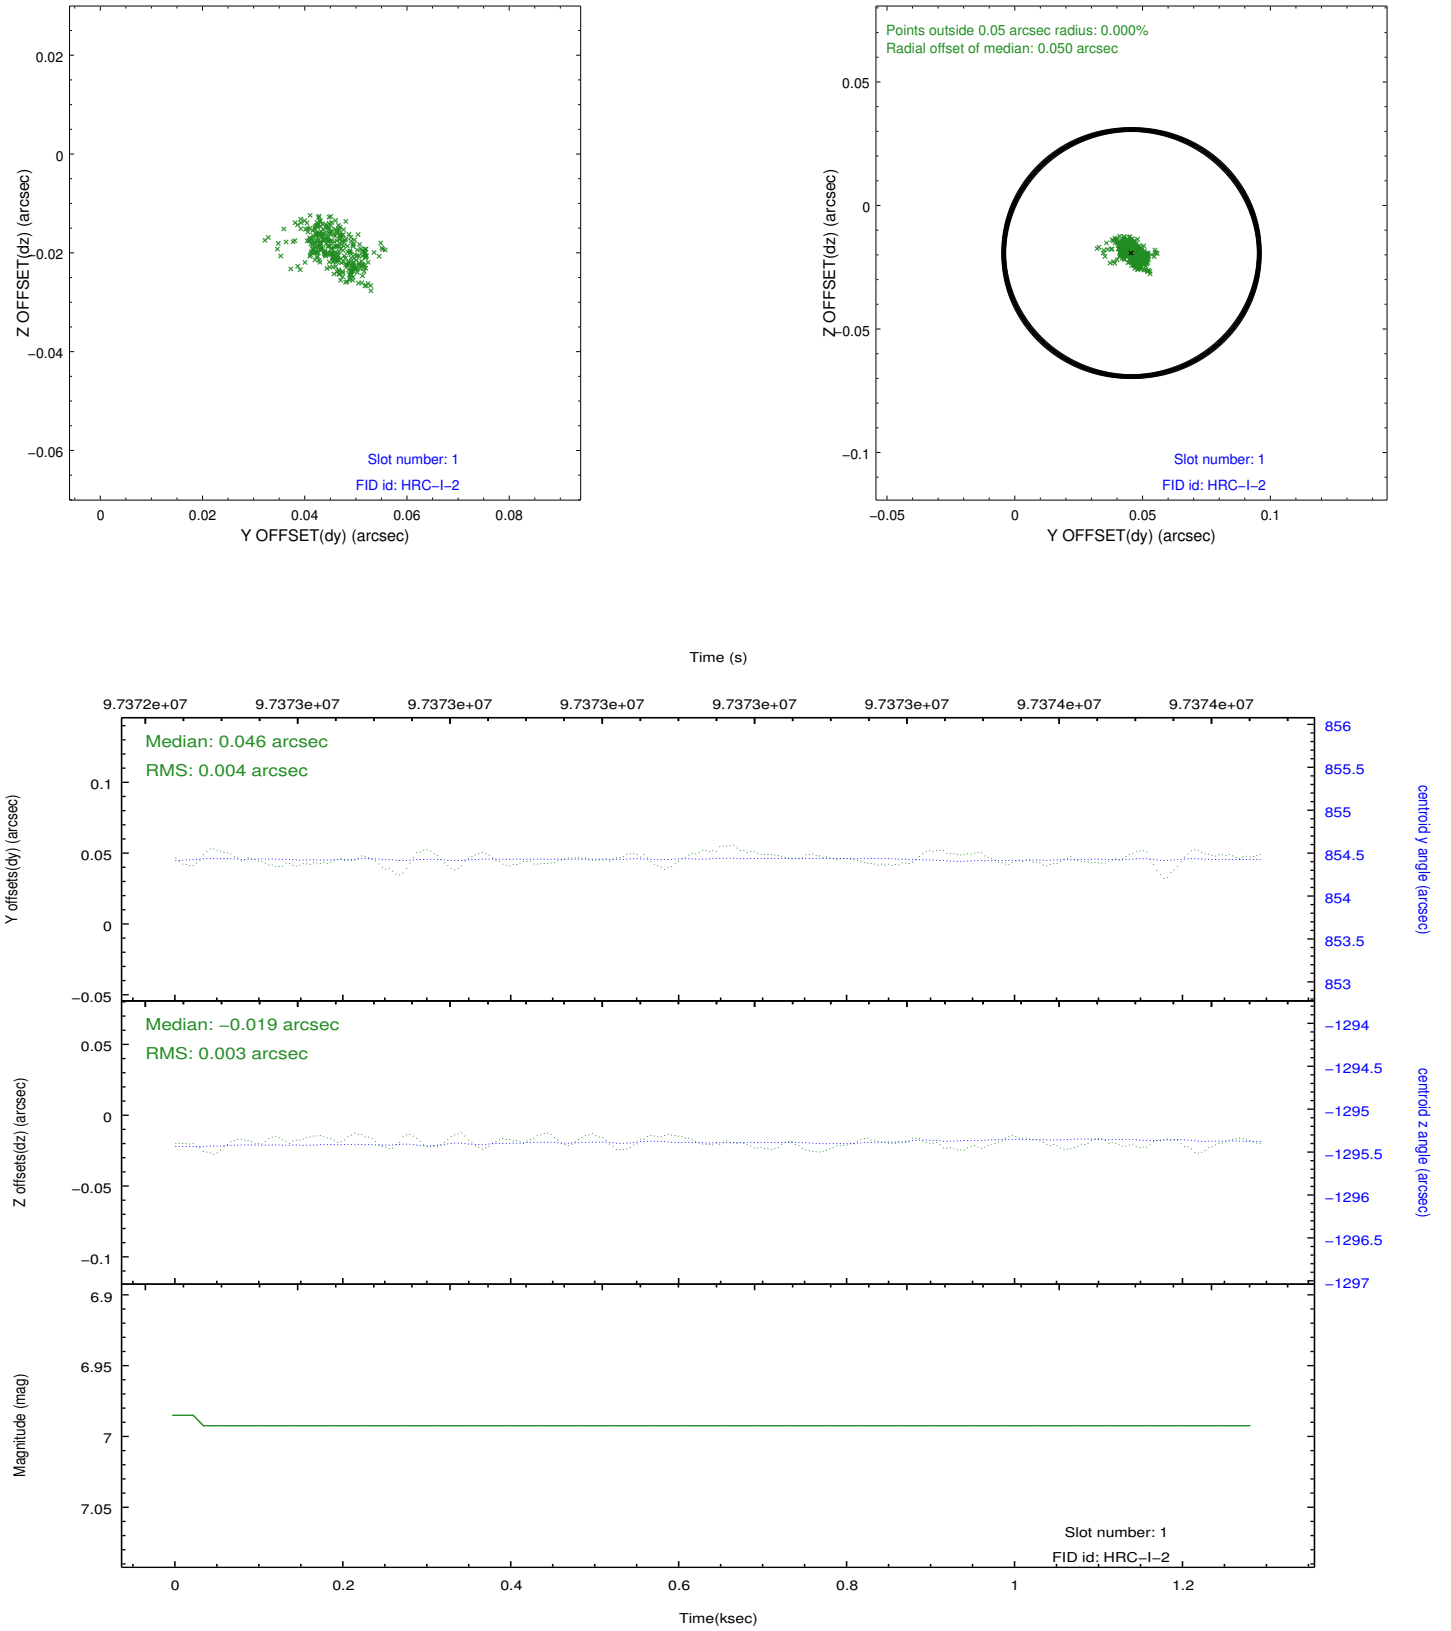 0.02
0
−0.02
−0.04
−0.06
Z OFFSET(dz) (arcsec)
Slot number: 1
FID id: HRC−I−2
0 0.02 0.04 0.06 0.08
Y OFFSET(dy) (arcsec)
Points outside 0.05 arcsec radius: 0.000%
Radial offset of median: 0.050 arcsec
0.05
0
−0.05
−0.1
Z OFFSET(dz) (arcsec)
Slot number: 1
FID id: HRC−I−2
−0.05 0 0.05 0.1
Y OFFSET(dy) (arcsec)
Time (s)
9.7372e+07 9.7373e+07 9.7373e+07 9.7373e+07 9.7373e+07 9.7373e+07 9.7374e+07 9.7374e+07
Median: 0.046 arcsec
RMS: 0.004 arcsec
0.1
0.05
0
−0.05
Y offsets(dy) (arcsec)
856
855.5
855
854.5
854
853.5
853
centroid y angle (arcsec)
Median: −0.019 arcsec
RMS: 0.003 arcsec
0.05
0
−0.05
−0.1
Z offsets(dz) (arcsec)
−1294
−1294.5
−1295
−1295.5
−1296
−1296.5
−1297
centroid z angle (arcsec)
6.9
6.95
7
7.05
Magnitude (mag)
Slot number: 1
FID id: HRC−I−2
0 0.2 0.4 0.6 0.8 1 1.2
Time(ksec)